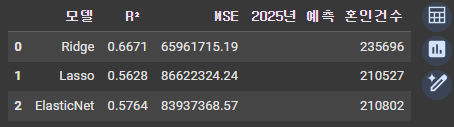 모델 R² MSE 2025년 예측 혼인건수
0 Ridge 0.6671 65961715.19 235696
1 Lasso 0.5628 86622324.24 210527
2 ElasticNet 0.5764 83937368.57 210802